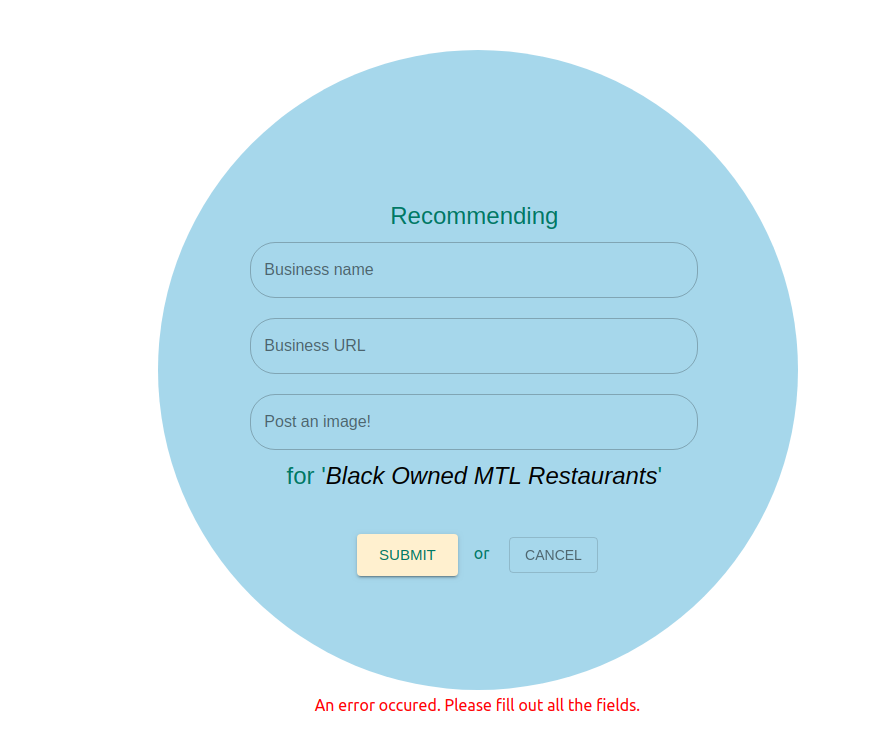 Recommending
Business name
Business URL
Post an image!
for 'Black Owned MTL Restaurants'
SUBMIT or CANCEL
An error occured. Please fill out all the fields.